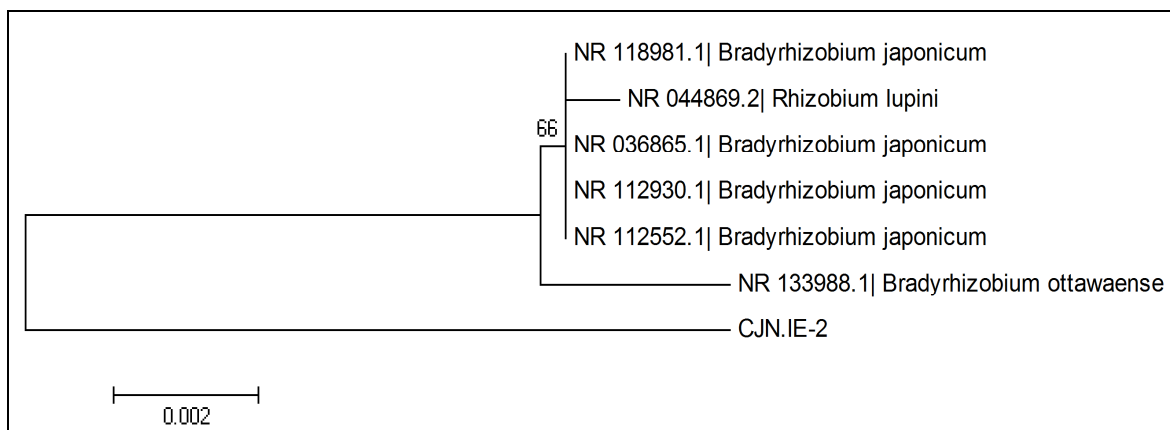 NR 118981.1| Bradyrhizobium japonicum
NR 044869.2| Rhizobium lupini
66
NR 036865.1| Bradyrhizobium japonicum
NR 112930.1| Bradyrhizobium japonicum
NR 112552.1| Bradyrhizobium japonicum
NR 133988.1| Bradyrhizobium ottawaense
CJN.IE-2
0.002